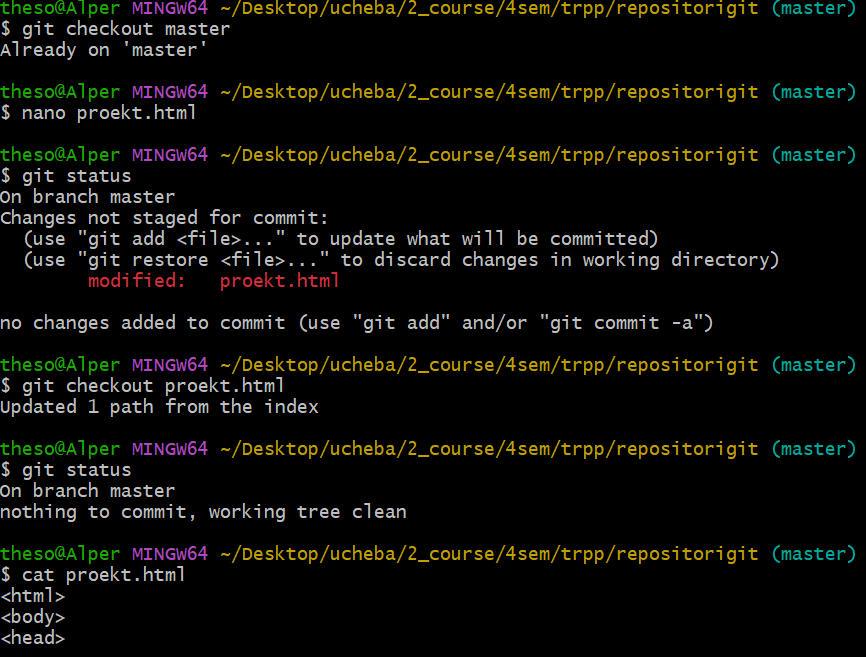 theso@Alper MINGW64 ~/Desktop/ucheba/2_course/4sem/trpp/repositorigit (master)
$ git checkout master
Already on 'master'

theso@Alper MINGW64 ~/Desktop/ucheba/2_course/4sem/trpp/repositorigit (master)
$ nano proekt.html

theso@Alper MINGW64 ~/Desktop/ucheba/2_course/4sem/trpp/repositorigit (master)
$ git status
On branch master
Changes not staged for commit:
  (use "git add <file>..." to update what will be committed)
  (use "git restore <file>..." to discard changes in working directory)
        modified:   proekt.html

no changes added to commit (use "git add" and/or "git commit -a")

theso@Alper MINGW64 ~/Desktop/ucheba/2_course/4sem/trpp/repositorigit (master)
$ git checkout proekt.html
Updated 1 path from the index

theso@Alper MINGW64 ~/Desktop/ucheba/2_course/4sem/trpp/repositorigit (master)
$ git status
On branch master
nothing to commit, working tree clean

theso@Alper MINGW64 ~/Desktop/ucheba/2_course/4sem/trpp/repositorigit (master)
$ cat proekt.html
<html>
<body>
<head>